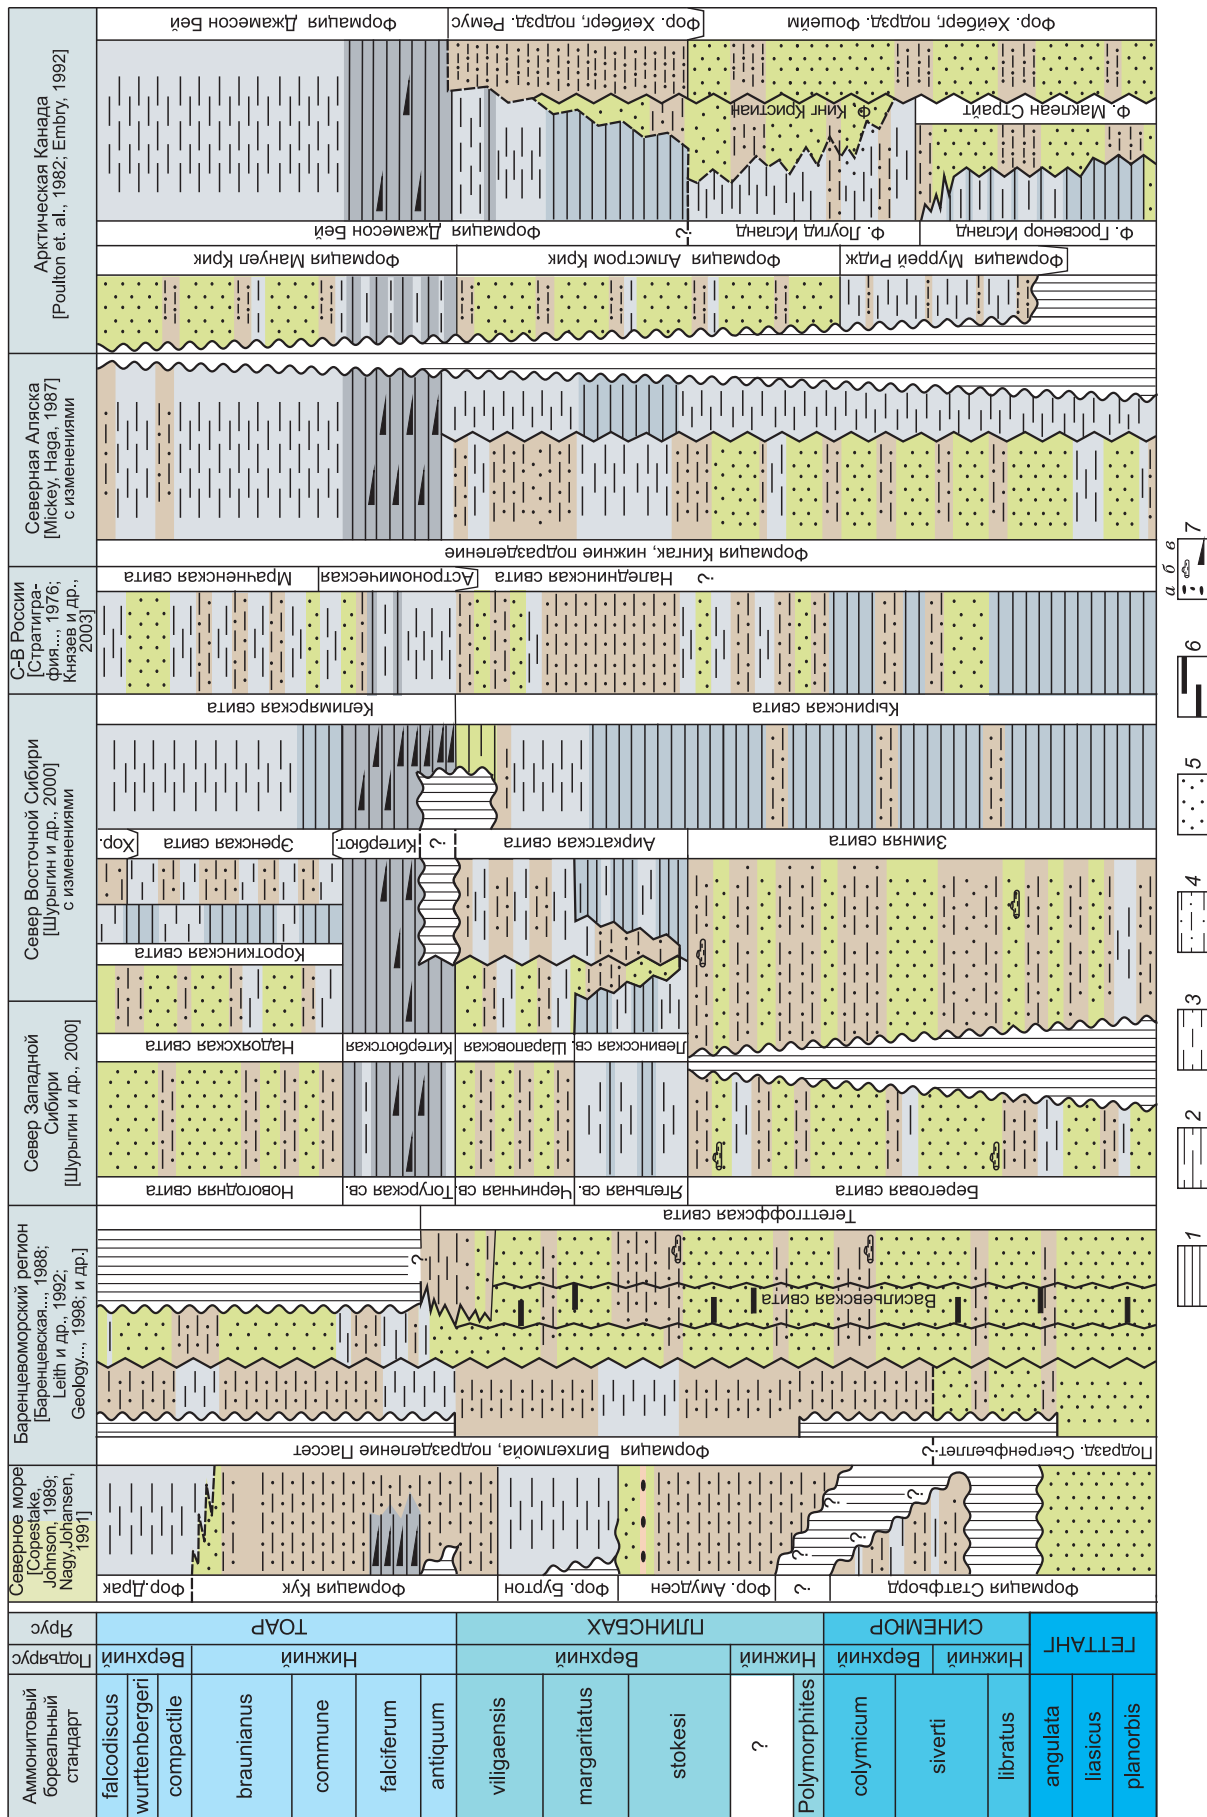 Аммонитовый
бореальный
стандарт
Подъярус
Ярус
falcodiscus
wurttenbergeri
compactile
braunianus
commune
falciferum
antiquum
viligaensis
margaritatus
stokesi
?
Polymorphites
colymicum
siverti
libratus
angulata
liasicus
planorbis
Верхний
Нижний
Верхний
Нижний
Верхний
Нижний
ТОАР
ПЛИНСБАХ
СИНЕМЮР
ГЕТТАНГ
Северное море
[Copestake,
Johnson, 1989;
Nagy,Johansen,
1991]
Фор.Драк
Формация Кук
Фор. Буртон
Фор. Амудсен
?
Формация Статфьорд
?
?
?
?
Баренцевоморский регион
[Баренцевская..., 1988;
Leith и др., 1992;
Geology..., 1998; и др.]
Формация Вилхелмойа, подразделение Пассет
?
Подразд. Сьегренфьеллет
Васильевская свита
?
Тегеттгоффская свита
Север Западной
Сибири
[Шурыгин и др., 2000]
Новогодняя свита
Тогурская св.
Черничная св.
Ягельная св.
Береговая свита
Надояхская свита
Китербютская
Шараповская
Левинская св.
Север Восточной Сибири
[Шурыгин и др., 2000]
с изменениями
Короткинская свита
Хор.
Эренская свита
Китербют.
?
Аиркатская свита
Зимняя свита
Келимярская свита
Кыринская свита
С-В России
[Стратигра-
фия..., 1976;
Князев и др.,
2003]
Мраченская свита
Астрономическая
Наледнинская свита
?
Северная Аляска
[Mickey, Haga, 1987]
с изменениями
Формация Кингак, нижние подразделение
Арктическая Канада
[Poulton et. al., 1982; Embry, 1992]
Формация Мануел Крик
Формация Алмстром Крик
Формация Муррей Ридж
Формация Джамесон Бей
?
Ф. Лоугид Исланд
Ф. Гросвенор Исланд
Ф. Кинг Кристиан
Ф. Маклеан Страйт
Формация Джамесон Бей
Фор. Хейберг, подразд. Ремус
Фор. Хейберг, подразд. Фошейм
1
2
3
4
5
6
7
а б в